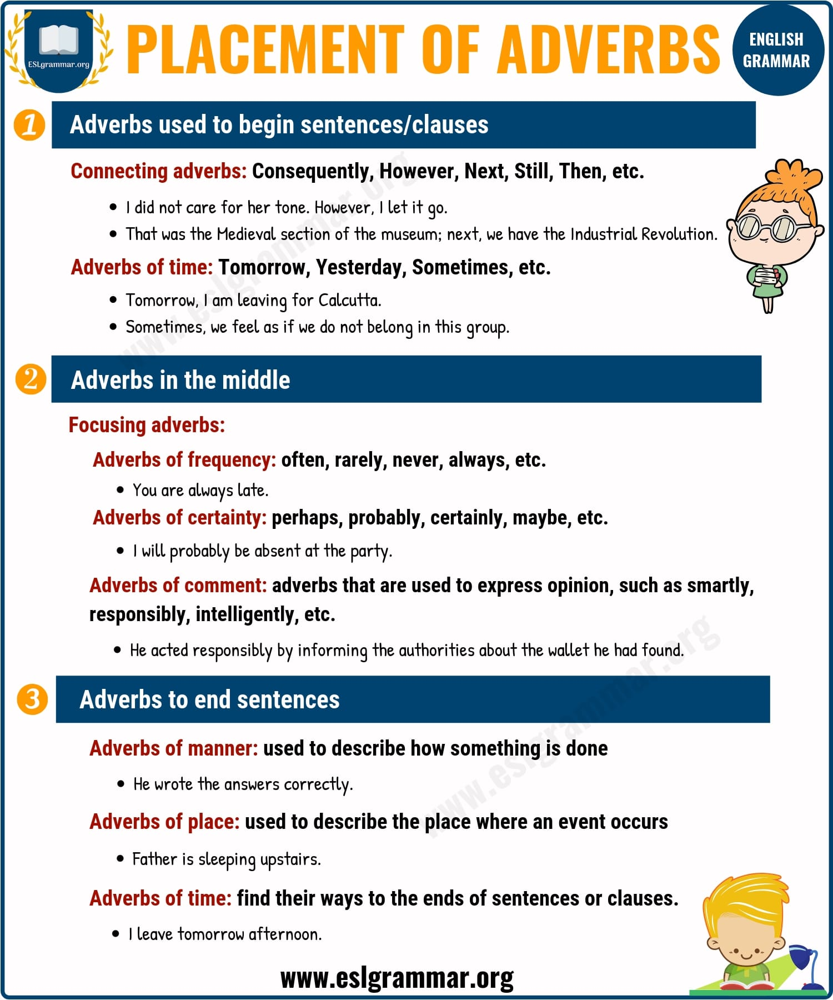 ESLgrammar.org
PLACEMENT OF ADVERBS
ENGLISH
GRAMMAR
1
Adverbs used to begin sentences/clauses
Connecting adverbs: Consequently, However, Next, Still, Then, etc.
• I did not care for her tone. However, I let it go.
• That was the Medieval section of the museum; next, we have the Industrial Revolution.
Adverbs of time: Tomorrow, Yesterday, Sometimes, etc.
• Tomorrow, I am leaving for Calcutta.
• Sometimes, we feel as if we do not belong in this group.
www.eslgrammar.org
2
Adverbs in the middle
Focusing adverbs:
Adverbs of frequency: often, rarely, never, always, etc.
• You are always late.
Adverbs of certainty: perhaps, probably, certainly, maybe, etc.
• I will probably be absent at the party.
Adverbs of comment: adverbs that are used to express opinion, such as smartly,
responsibly, intelligently, etc.
• He acted responsibly by informing the authorities about the wallet he had found.
3
Adverbs to end sentences
Adverbs of manner: used to describe how something is done
• He wrote the answers correctly.
www.eslgrammar.org
Adverbs of place: used to describe the place where an event occurs
• Father is sleeping upstairs.
Adverbs of time: find their ways to the ends of sentences or clauses.
• I leave tomorrow afternoon.
www.eslgrammar.org